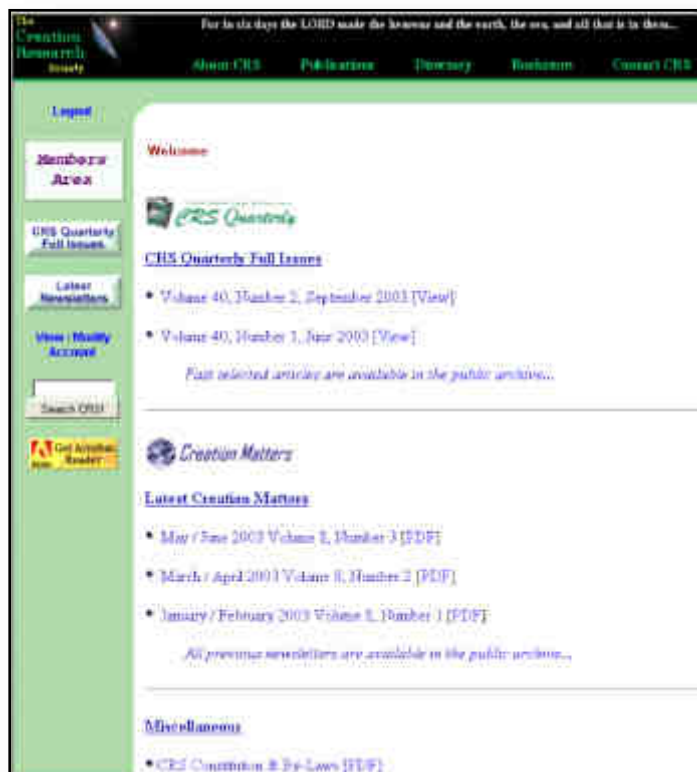 The
Creation
Research
Society
For in six days the LORD made the heavens and the earth, the sea, and all that is in them...
About CRS Publications Directory Bookstore Contact CRS
Logout
Members
Area
CRS Quarterly
Full Issues
Latest
Newsletters
View / Modify
Account
Search CRS!
Get Acrobat
Reader
Welcome
CRS Quarterly
CRS Quarterly Full Issues
• Volume 40, Number 2, September 2003 [View]
• Volume 40, Number 1, June 2003 [View]
Past selected articles are available in the public archive...
Creation Matters
Latest Creation Matters
• May / June 2003 Volume 8, Number 3 [PDF]
• March / April 2003 Volume 8, Number 2 [PDF]
• January / February 2003 Volume 8, Number 1 [PDF]
All previous newsletters are available in the public archive...
Miscellaneous
• CRS Constitution & By-Laws [PDF]